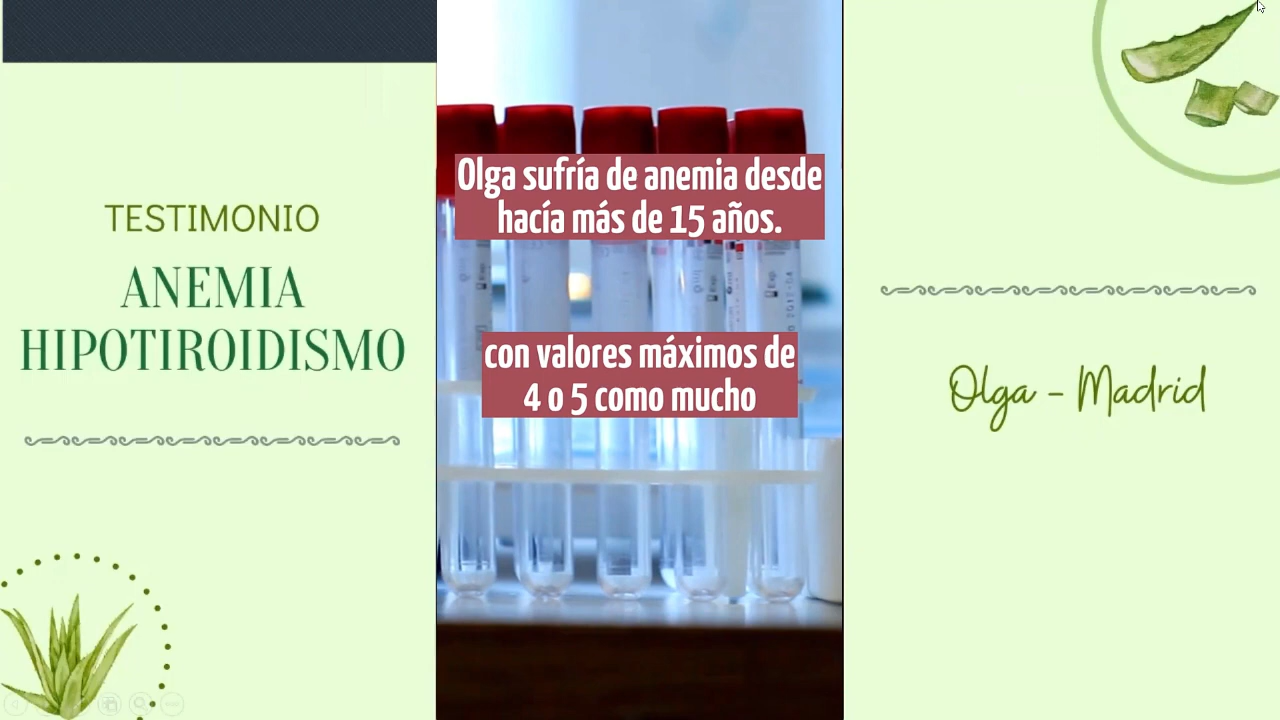 TESTIMONIO
ANEMIA
HIPOTIROIDISMO
Olga sufría de anemia desde
hacía más de 15 años.
con valores máximos de
4 o 5 como mucho
Olga - Madrid